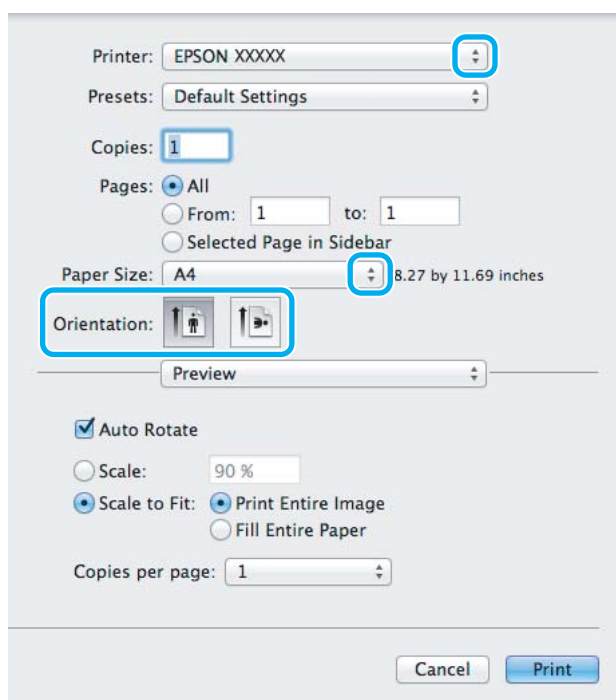 Printer: EPSON XXXXX
Presets: Default Settings
Copies: 1
Pages: All
From: 1 to: 1
Selected Page in Sidebar
Paper Size: A4 8.27 by 11.69 inches
Orientation:
Preview
Auto Rotate
Scale: 90 %
Scale to Fit: Print Entire Image
Fill Entire Paper
Copies per page: 1
Cancel Print